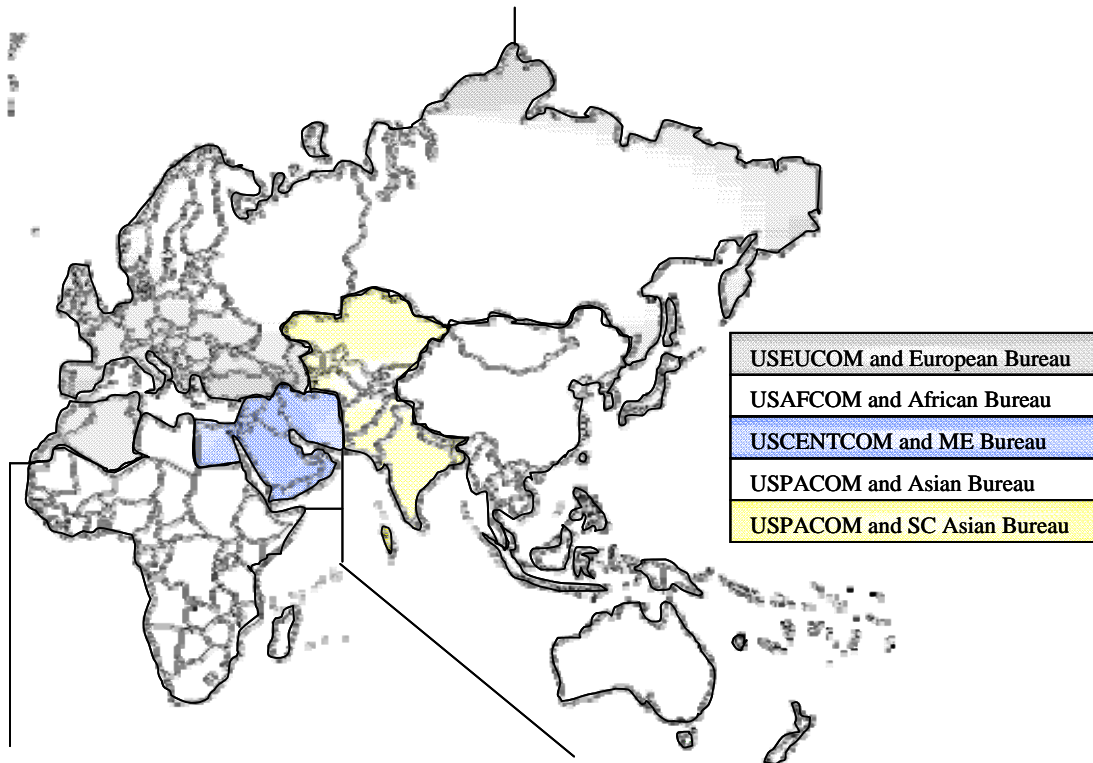 USEUCOM and European Bureau
USAFCOM and African Bureau
USCENTCOM and ME Bureau
USPACOM and Asian Bureau
USPACOM and SC Asian Bureau